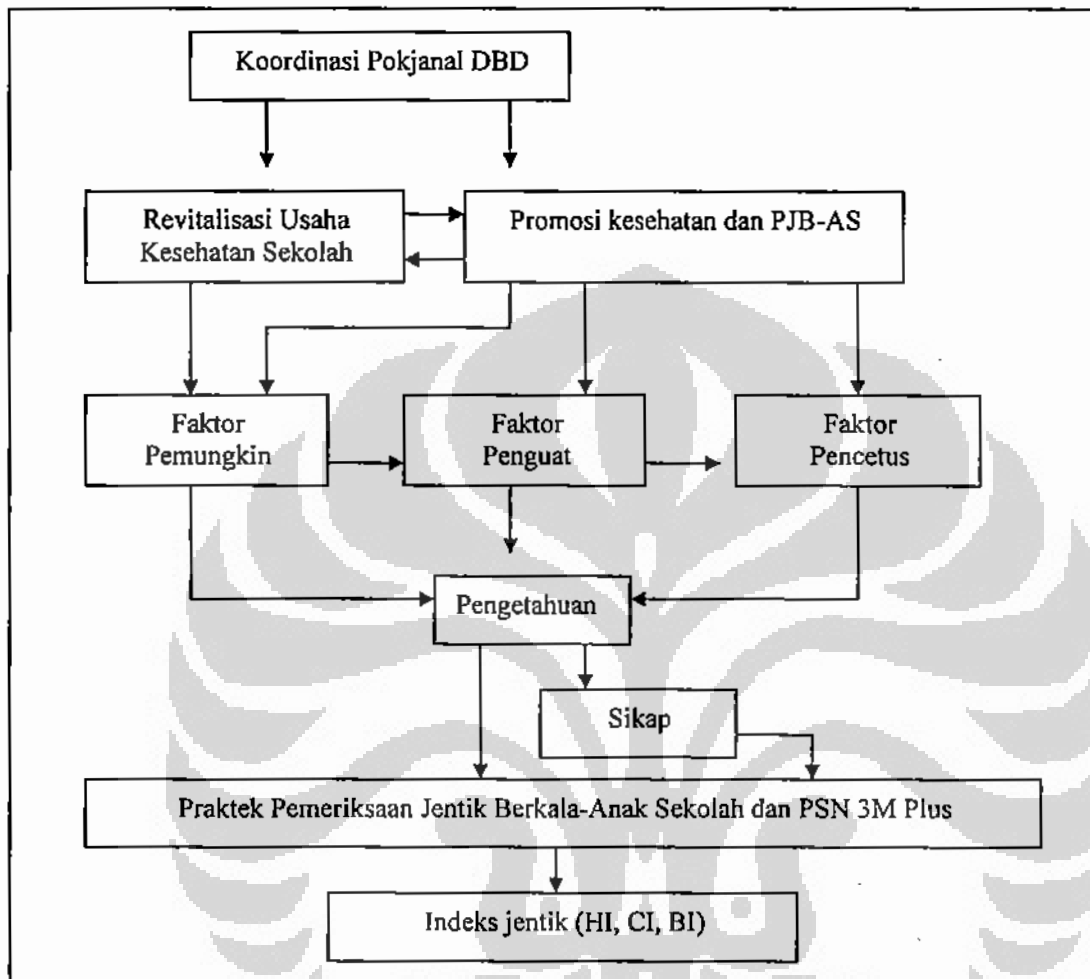 Koordinasi Pokjanal DBD
Revitalisasi Usaha
Kesehatan Sekolah
Promosi kesehatan dan PJB-AS
Faktor
Pemungkin
Faktor
Penguat
Faktor
Pencetus
Pengetahuan
Sikap
Praktek Pemeriksaan Jentik Berkala-Anak Sekolah dan PSN 3M Plus
Indeks jentik (HI, CI, BI)